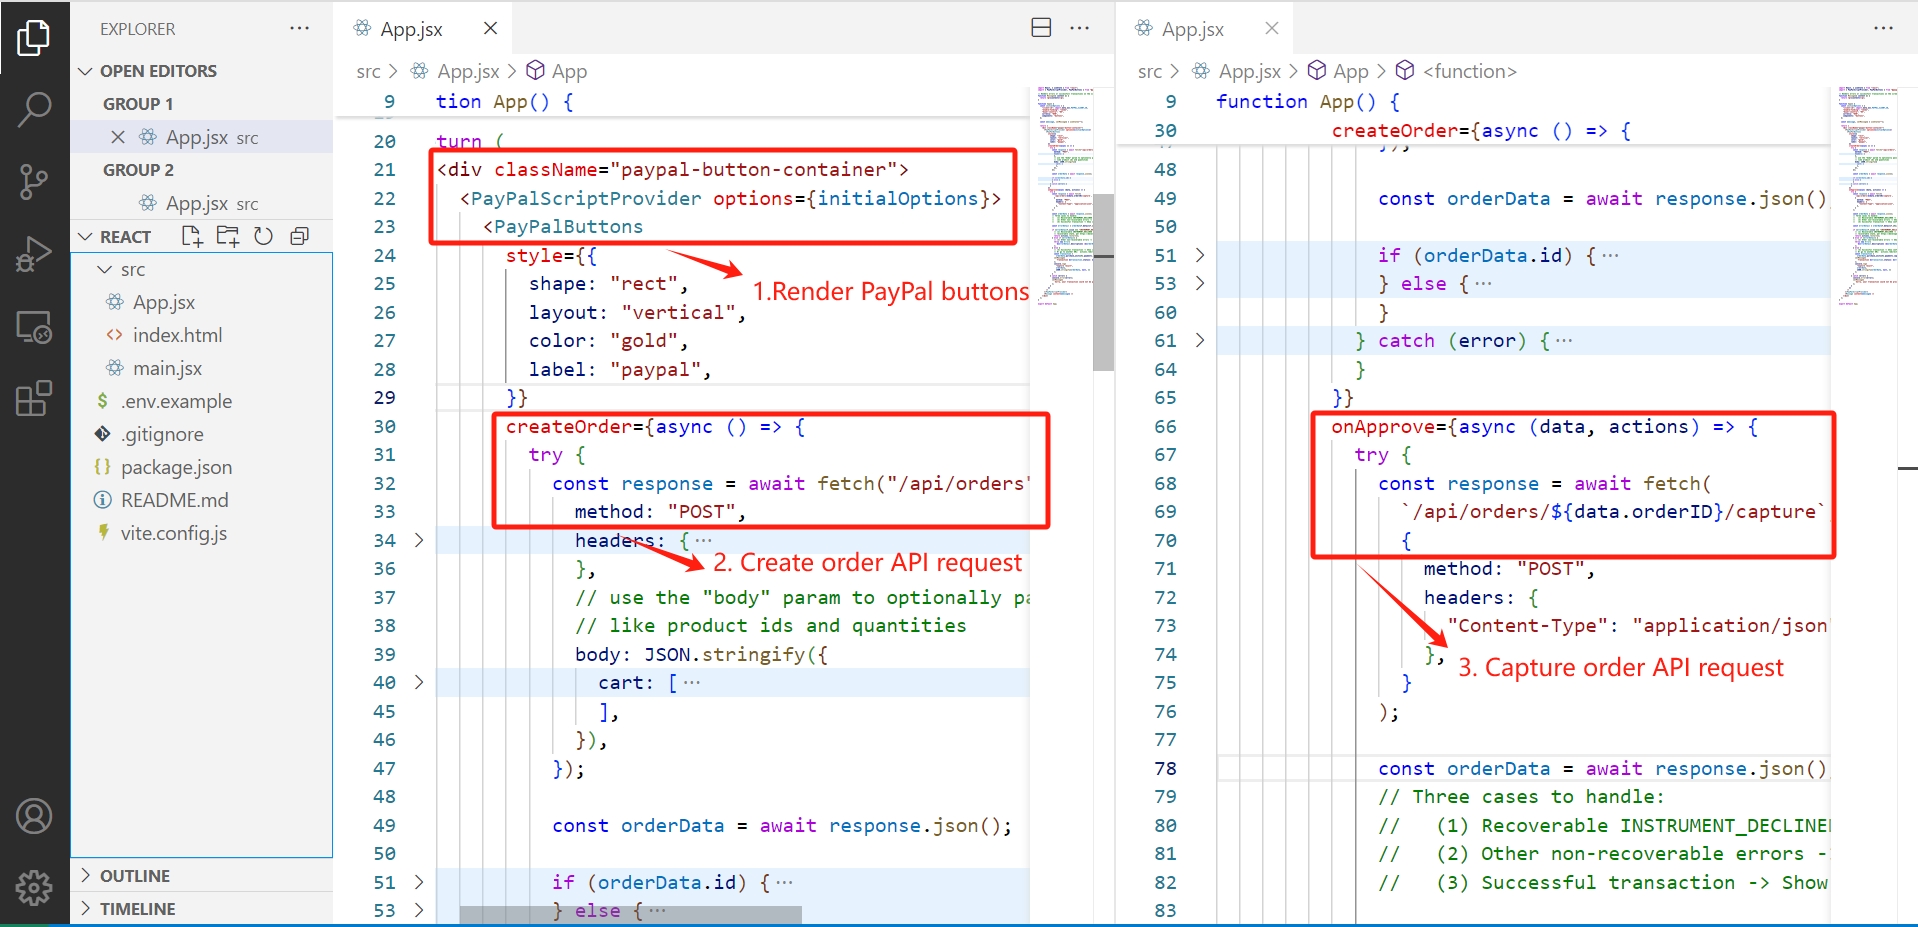 EXPLORER
OPEN EDITORS
GROUP 1
App.jsx src
GROUP 2
App.jsx src
REACT
src
App.jsx
index.html
main.jsx
.env.example
.gitignore
package.json
README.md
vite.config.js
OUTLINE
TIMELINE
App.jsx
src > App.jsx > App
9 tion App() {
20 turn (
21 <div className="paypal-button-container">
22 <PayPalScriptProvider options={initialOptions}>
23 <PayPalButtons
24 style={{
25 shape: "rect",
1.Render PayPal buttons
26 layout: "vertical",
27 color: "gold",
28 label: "paypal",
29 }}
30 createOrder={async () => {
31 try {
32 const response = await fetch("/api/orders"
33 method: "POST",
34 headers: {…
2. Create order API request
36 },
37 // use the "body" param to optionally pa
38 // like product ids and quantities
39 body: JSON.stringify({
40 cart: […
45 ],
46 }),
47 });
48
49 const orderData = await response.json();
50
51 if (orderData.id) {…
53 } else {…
App.jsx
src > App.jsx > App > <function>
9 function App() {
30 createOrder={async () => {
});
48
49 const orderData = await response.json()
50
51 if (orderData.id) {…
53 } else {…
60 }
61 } catch (error) {…
64 }
65 }}
66 onApprove={async (data, actions) => {
67 try {
68 const response = await fetch(
69 `/api/orders/${data.orderID}/capture`
70 {
71 method: "POST",
72 headers: {
73 "Content-Type": "application/json"
74 },
3. Capture order API request
75 }
76 );
77
78 const orderData = await response.json()
79 // Three cases to handle:
80 // (1) Recoverable INSTRUMENT_DECLINE
81 // (2) Other non-recoverable errors -
82 // (3) Successful transaction -> Show
83